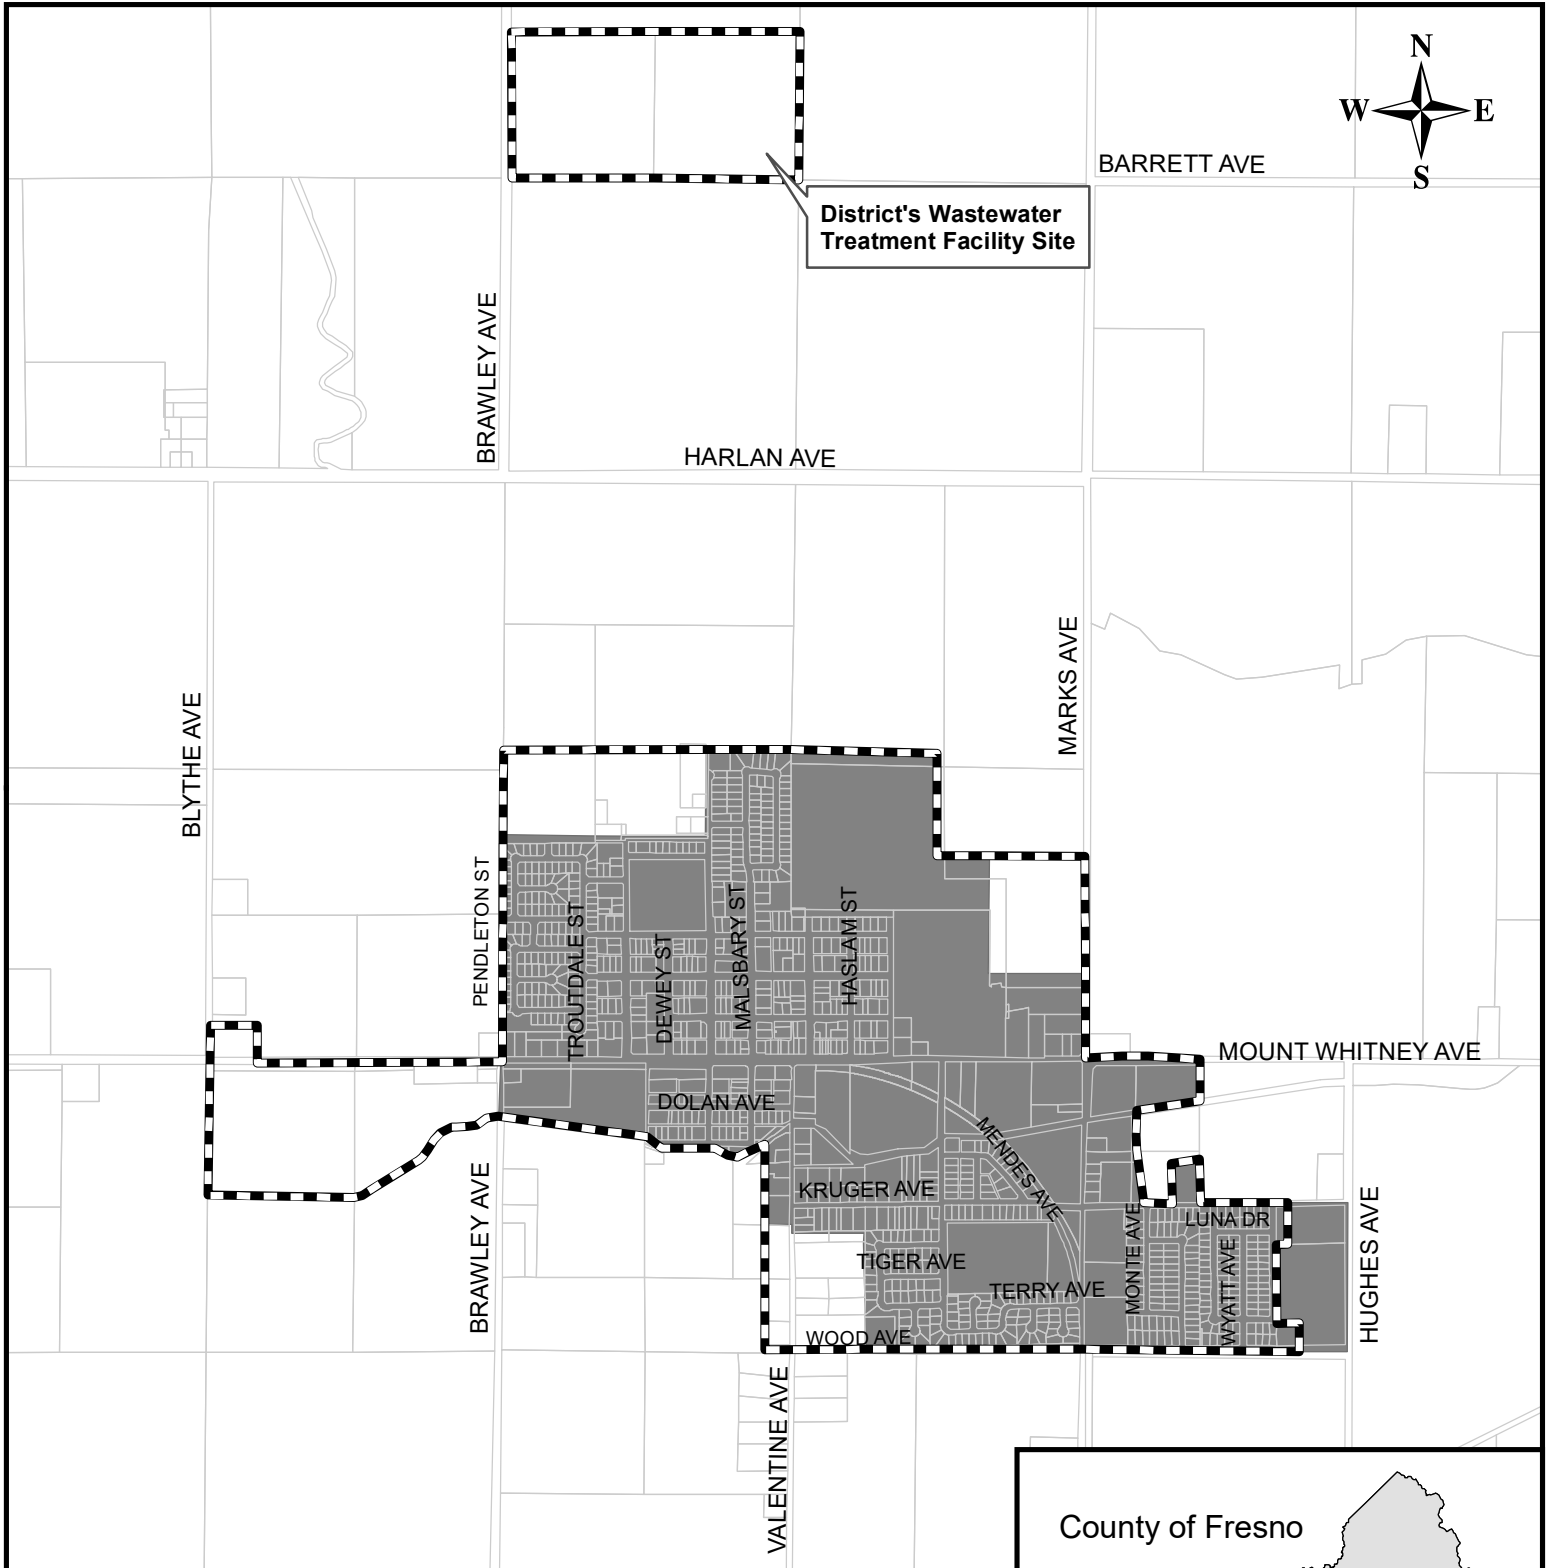 N
W E
S
BARRETT AVE
District's Wastewater
Treatment Facility Site
BRAWLEY AVE
HARLAN AVE
MARKS AVE
BLYTHE AVE
PENDLETON ST
TROUTDALE ST
DEWEY ST
MALSBARY ST
HASLAM ST
MOUNT WHITNEY AVE
DOLAN AVE
MENDES AVE
KRUGER AVE
LUNA DR
BRAWLEY AVE
TIGER AVE
TERRY AVE
MONTE AVE
WYATT AVE
HUGHES AVE
WOOD AVE
VALENTINE AVE
County of Fresno